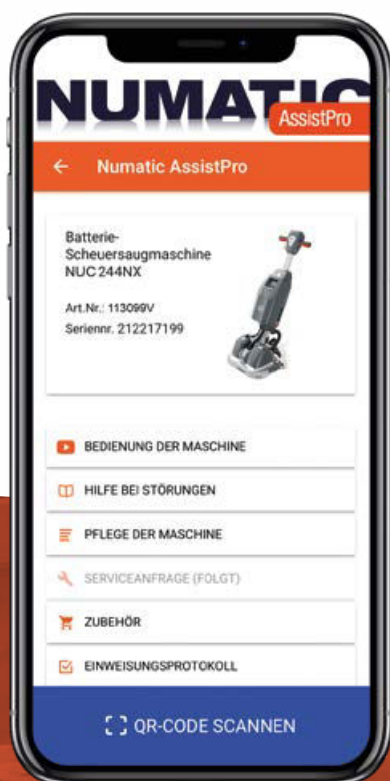 NUMATIC
AssistPro
Numatic AssistPro
Batterie-
Scheuersaugmaschine
NUC 244NX
Art.Nr.: 113099V
Seriennr. 212217199
BEDIENUNG DER MASCHINE
HILFE BEI STÖRUNGEN
PFLEGE DER MASCHINE
SERVICEANFRAGE (FOLGT)
ZUBEHÖR
EINWEISUNGSPROTOKOLL
QR-CODE SCANNEN